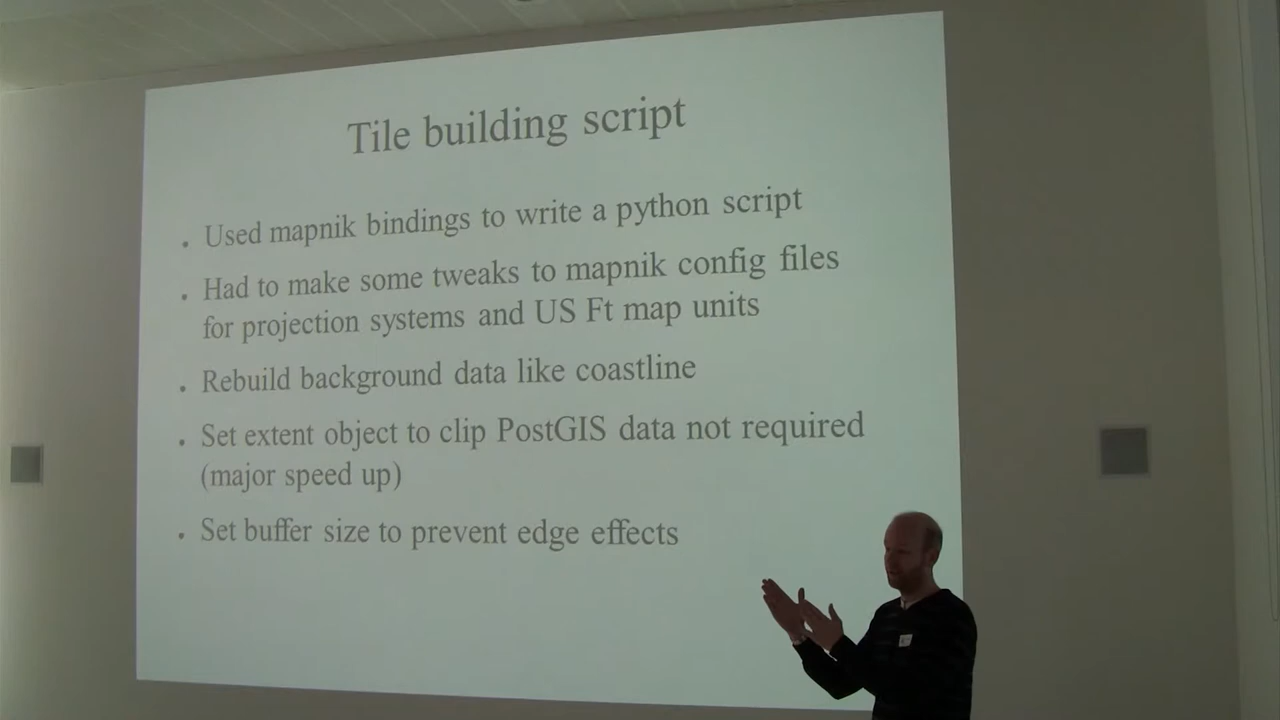 Tile building script
• Used mapnik bindings to write a python script
• Had to make some tweaks to mapnik config files
for projection systems and US Ft map units
• Rebuild background data like coastline
• Set extent object to clip PostGIS data not required
(major speed up)
• Set buffer size to prevent edge effects